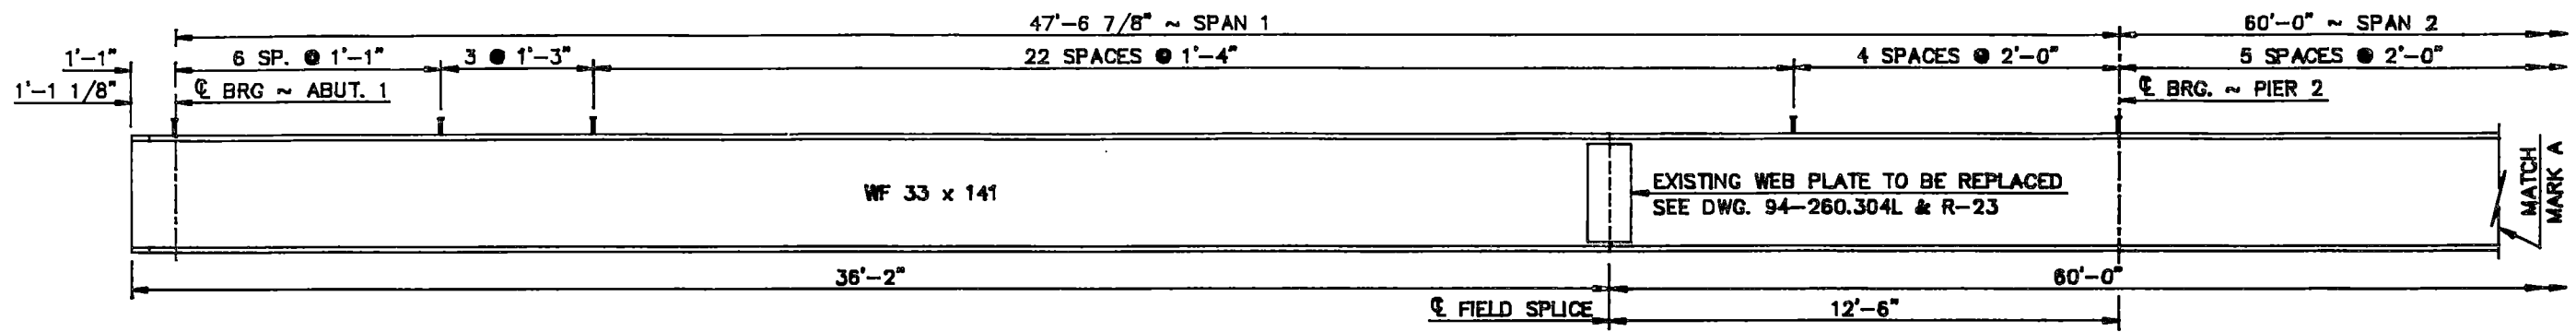 47'-6 7/8" ~ SPAN 1
60'-0" ~ SPAN 2
1'-1"
6 SP. @ 1'-1"
3 @ 1'-3"
22 SPACES @ 1'-4"
4 SPACES @ 2'-0"
5 SPACES @ 2'-0"
1'-1 1/8"
℄ BRG ~ ABUT. 1
℄ BRG. ~ PIER 2
WF 33 x 141
EXISTING WEB PLATE TO BE REPLACED
SEE DWG. 94-260.304L & R-23
MATCH
MARK A
36'-2"
60'-0"
℄ FIELD SPLICE
12'-6"